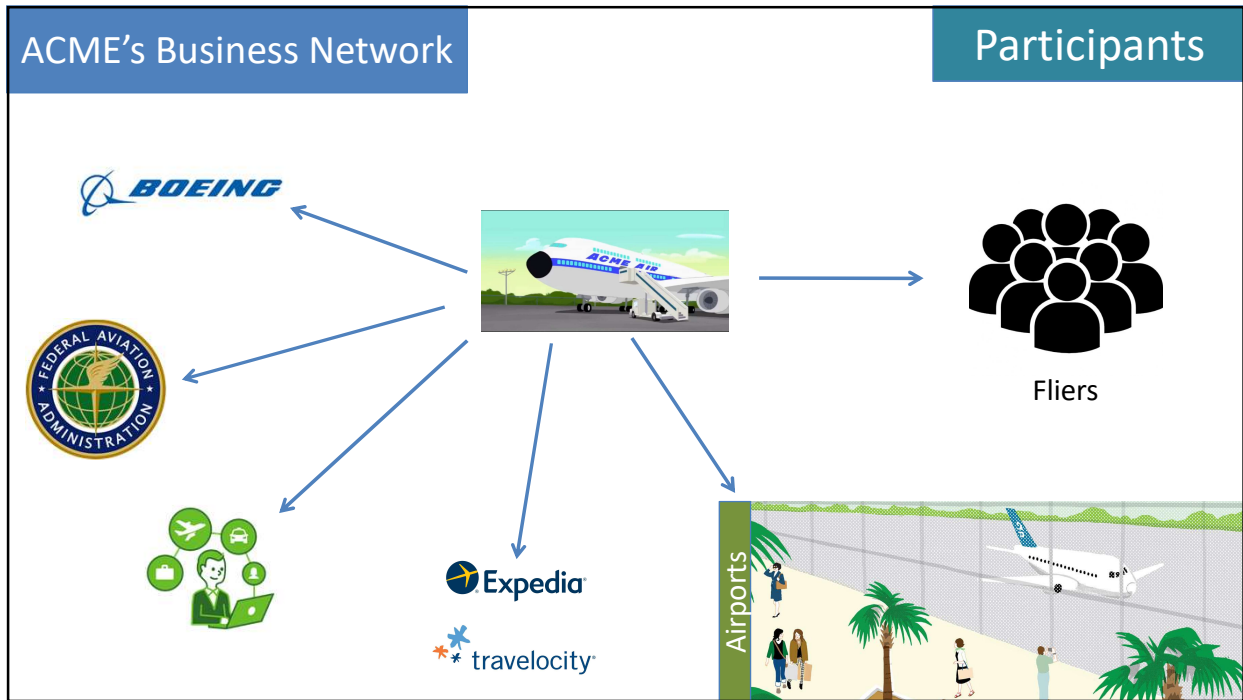 ACME's Business Network
Participants
BOEING
ACME AIR
FEDERAL AVIATION
ADMINISTRATION
Fliers
Expedia
travelocity
Airports